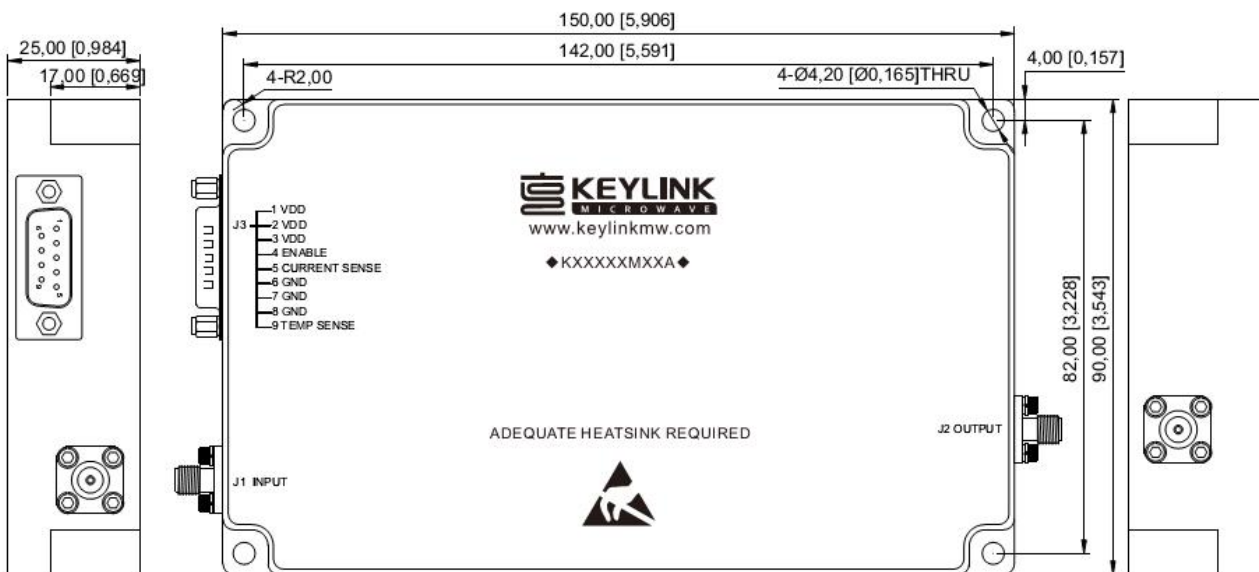 150,00 [5,906]
25,00 [0,984]
142,00 [5,591]
17,00 [0,669]
4-R2,00
4-Ø4,20 [Ø0,165]THRU
4,00 [0,157]
KEYLINK
MICROWAVE
www.keylinkmw.com
◆KXXXXXMXXA◆
J3
1 VDD
2 VDD
3 VDD
4 ENABLE
5 CURRENT SENSE
6 GND
7 GND
8 GND
9 TEMP SENSE
82,00 [3,228]
90,00 [3,543]
ADEQUATE HEATSINK REQUIRED
J2 OUTPUT
J1 INPUT